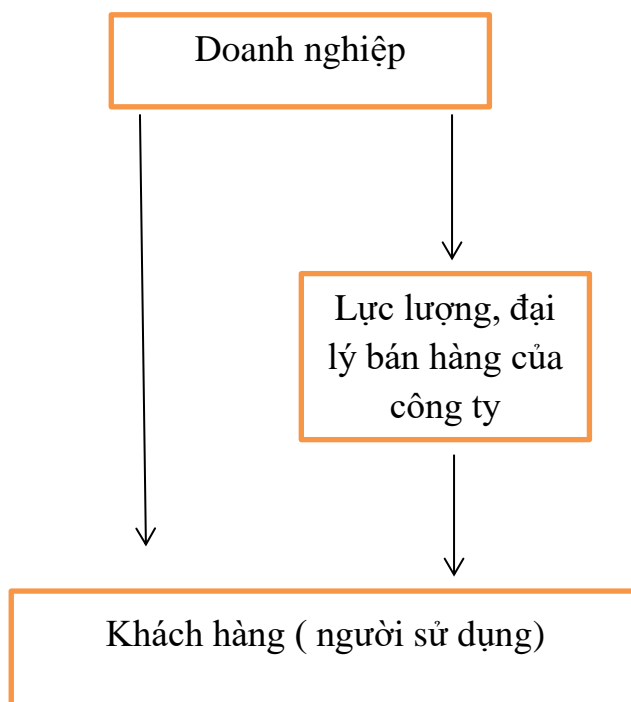 Doanh nghiệp
Lực lượng, đại
lý bán hàng của
công ty
Khách hàng ( người sử dụng)